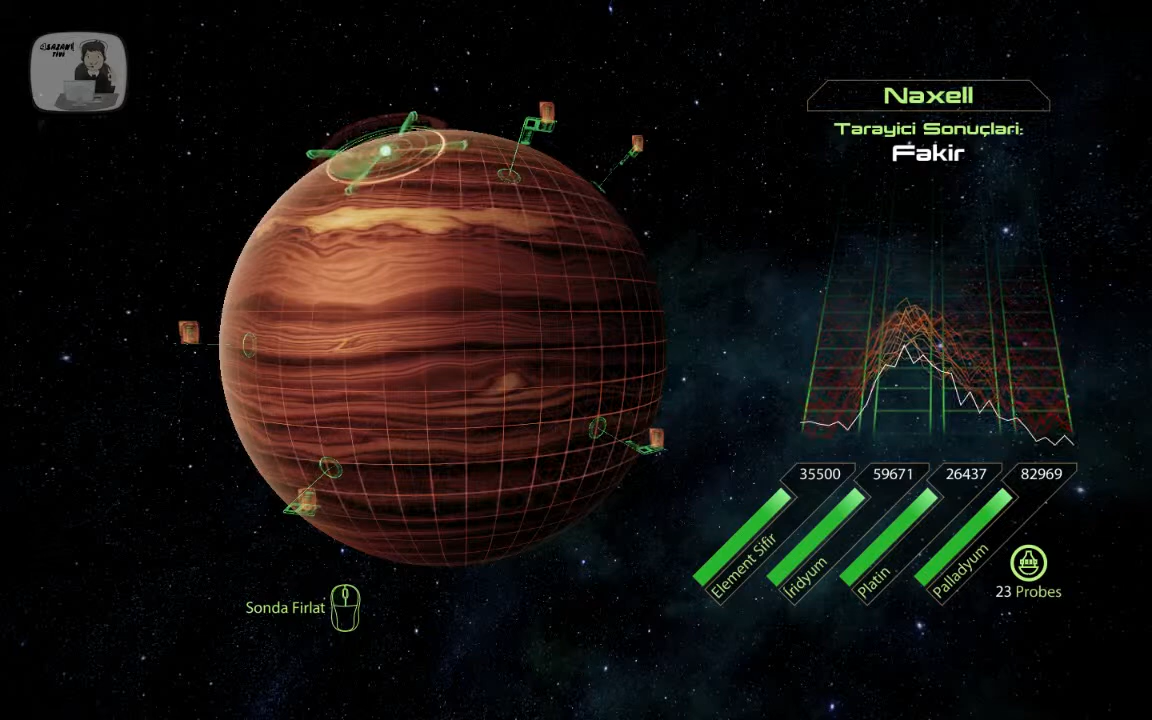 Naxell
Tarayici Sonuçlari:
Fakir
35500
59671
26437
82969
Element Sifir
İridyum
Platin
Palladyum
23 Probes
Sonda Firlat